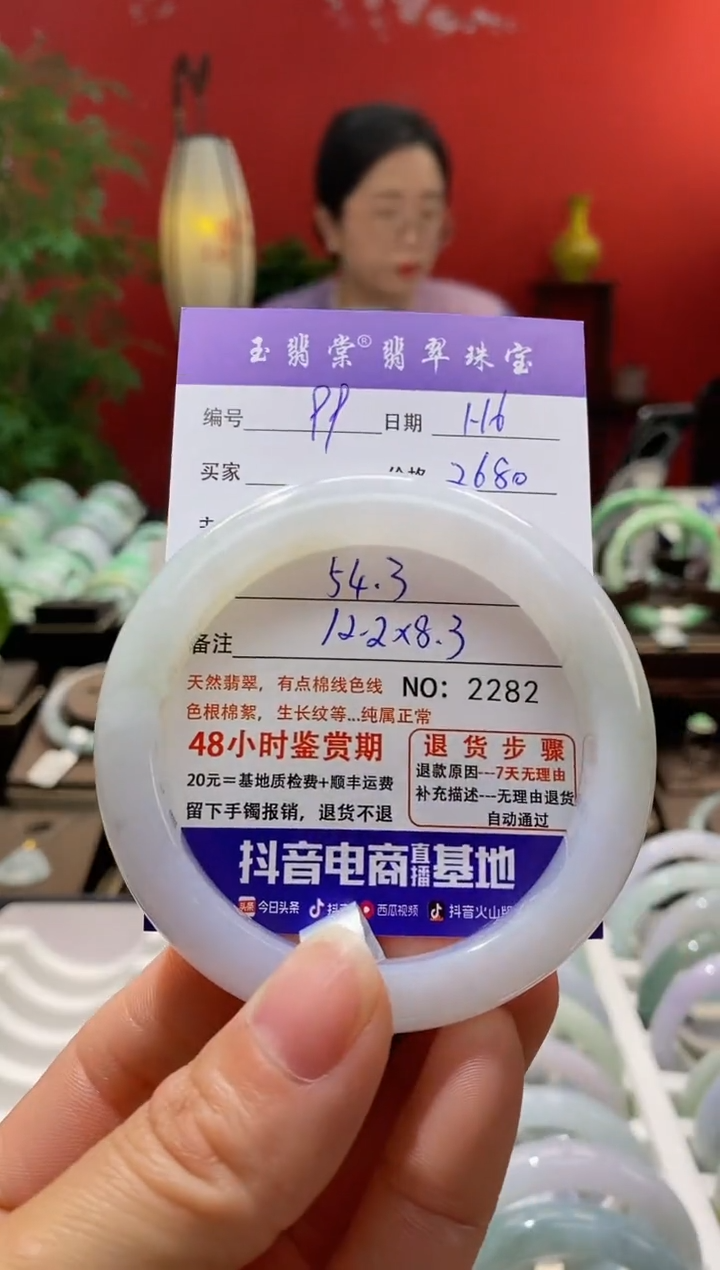 玉翡棠®翡翠珠宝
编号 PP 日期 1-16
买家 价格 2680
54.3
备注 12.2×8.3
天然翡翠,有点棉线色线 NO: 2282
色根棉絮,生长纹等...纯属正常
48小时鉴赏期
20元=基地质检费+顺丰运费
留下手镯报销,退货不退
退货步骤
退款原因---7天无理由
补充描述---无理由退货
自动通过
抖音电商直播基地
头条 今日头条 抖 西瓜视频 抖音火山